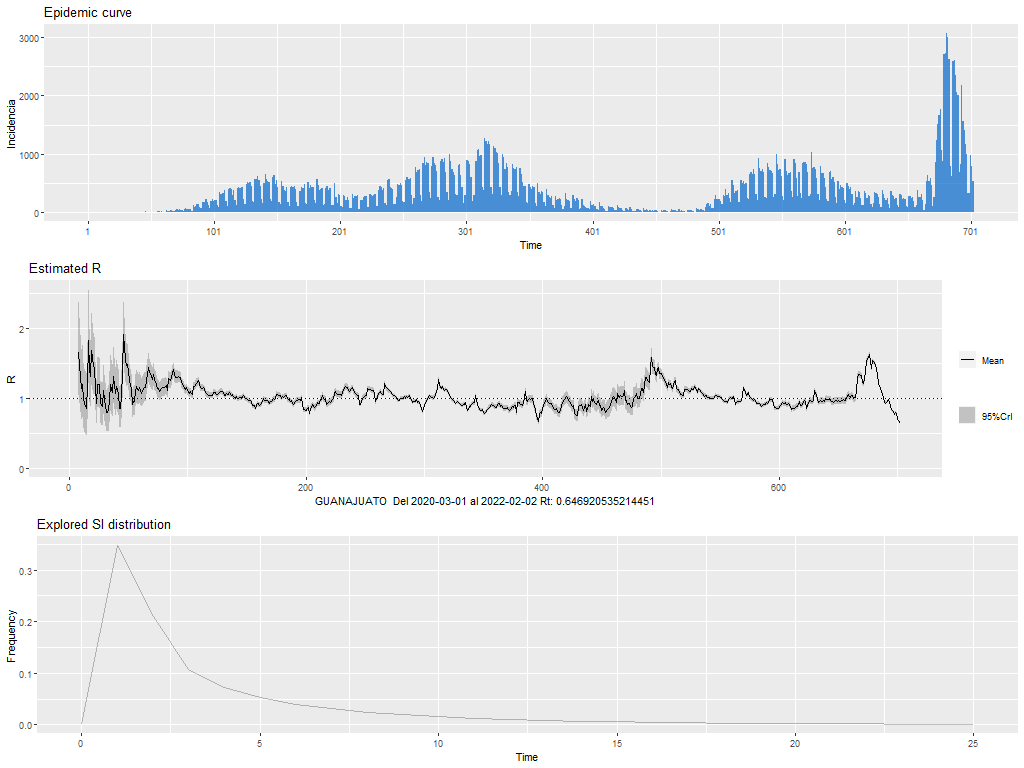 Epidemic curve
3000
2000
1000
0
Incidencia
1 101 201 301 401 501 601 701
Time
Estimated R
2
1
0
R
Mean
95%CrI
0 200 400 600
GUANAJUATO Del 2020-03-01 al 2022-02-02 Rt: 0.646920535214451
Explored SI distribution
0.3
0.2
0.1
0.0
Frequency
0 5 10 15 20 25
Time